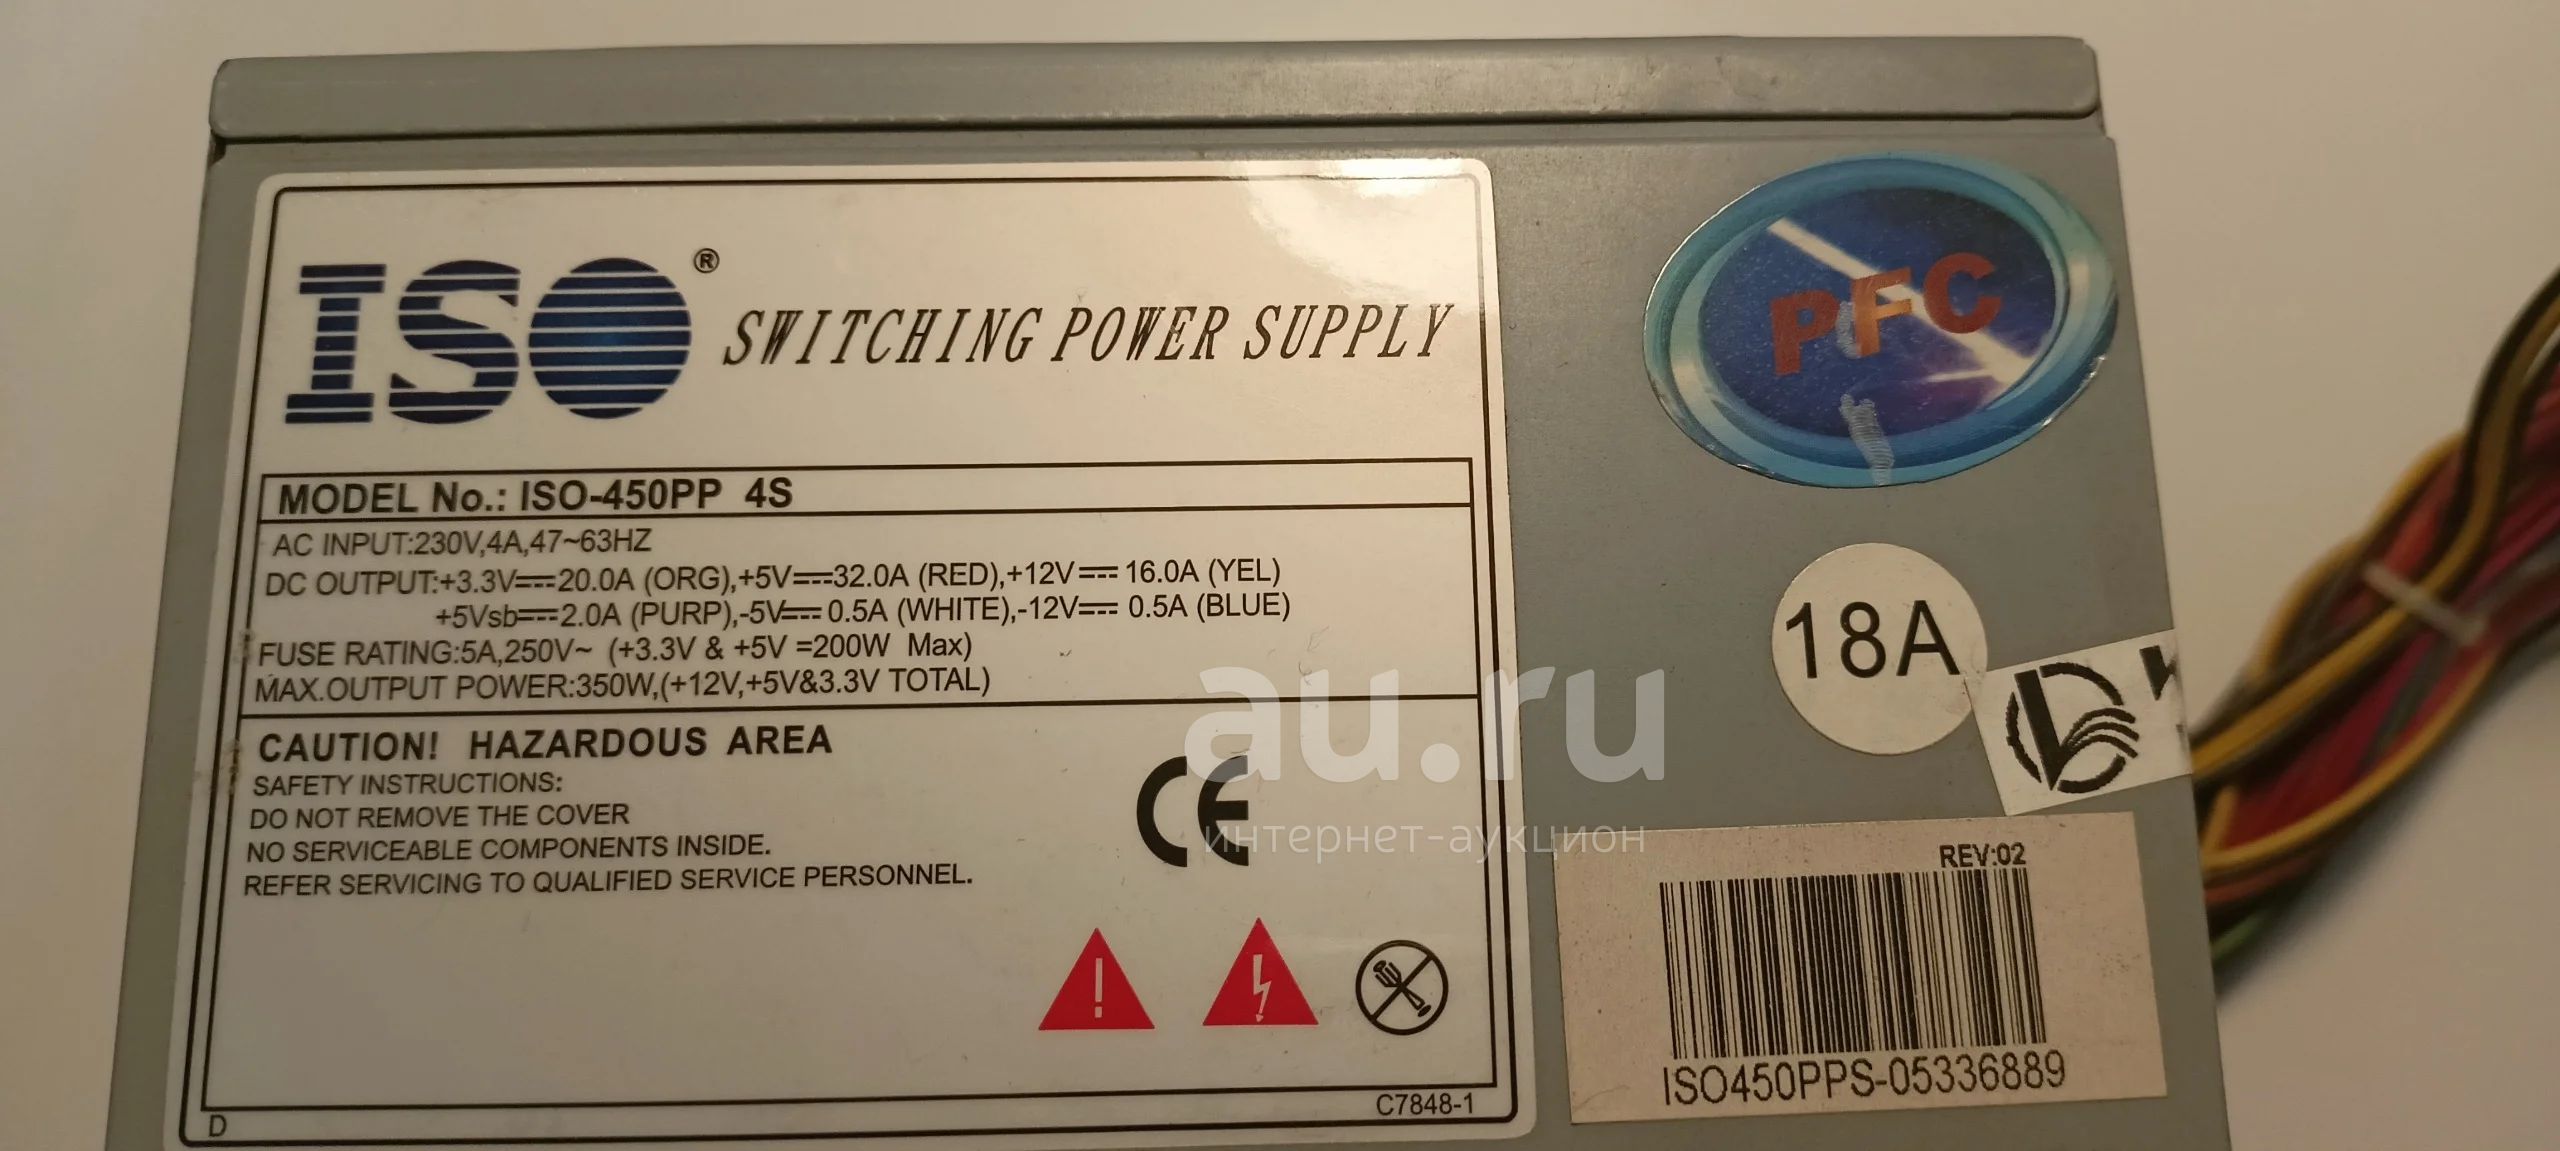 ISO® SWITCHING POWER SUPPLY
MODEL No.: ISO-450PP 4S
AC INPUT:230V,4A,47~63HZ
DC OUTPUT:+3.3V⎓20.0A (ORG),+5V⎓32.0A (RED),+12V⎓16.0A (YEL)
+5Vsb⎓2.0A (PURP),-5V⎓0.5A (WHITE),-12V⎓0.5A (BLUE)
FUSE RATING:5A,250V~ (+3.3V & +5V =200W Max)
MAX.OUTPUT POWER:350W,(+12V,+5V&3.3V TOTAL)
CAUTION! HAZARDOUS AREA
SAFETY INSTRUCTIONS:
DO NOT REMOVE THE COVER
NO SERVICEABLE COMPONENTS INSIDE.
REFER SERVICING TO QUALIFIED SERVICE PERSONNEL.
CE
D
C7848-1
PFC
18A
REV:02
ISO450PPS-05336889
au.ru
интернет-аукцион